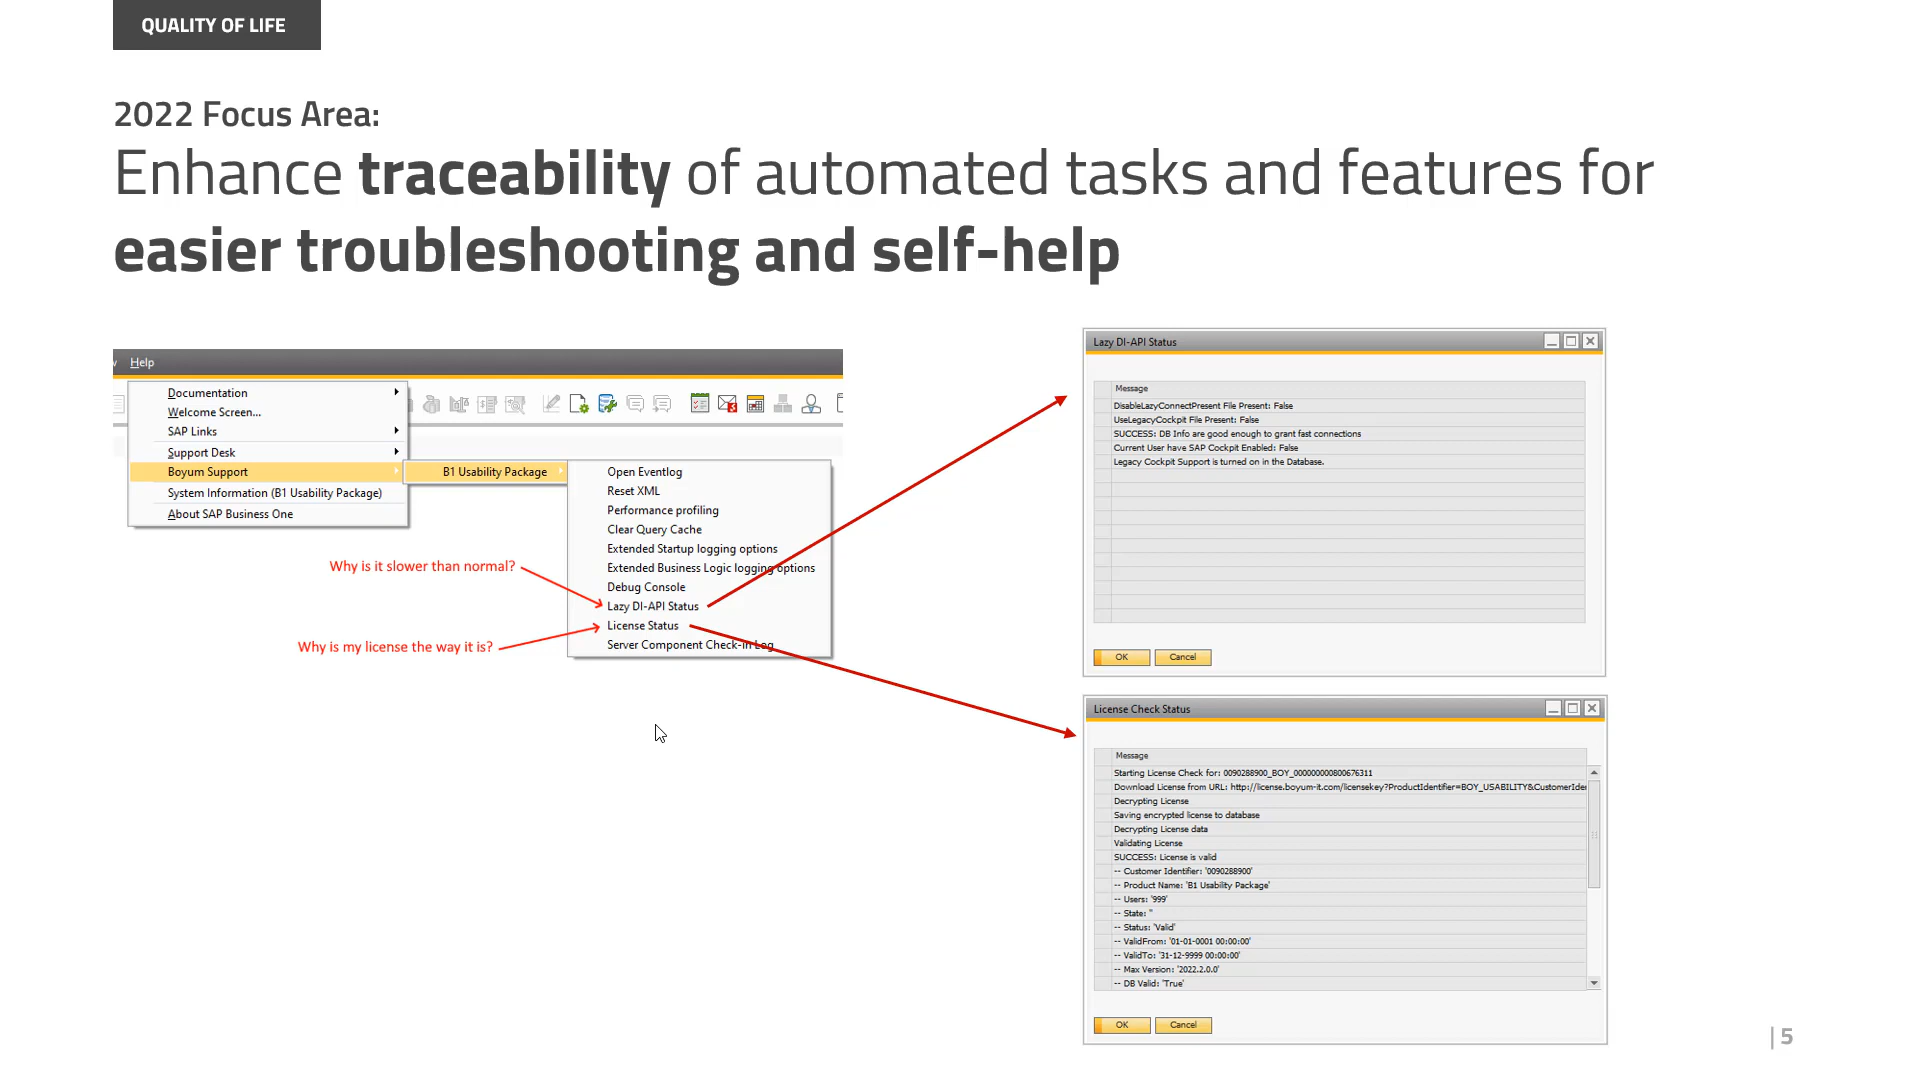 QUALITY OF LIFE
2022 Focus Area:
Enhance traceability of automated tasks and features for
easier troubleshooting and self-help
Help
Documentation
Welcome Screen...
SAP Links
Support Desk
Boyum Support
System Information (B1 Usability Package)
About SAP Business One
B1 Usability Package
Open Eventlog
Reset XML
Performance profiling
Clear Query Cache
Extended Startup logging options
Extended Business Logic logging options
Debug Console
Lazy DI-API Status
License Status
Server Component Check-in Log
Why is it slower than normal?
Why is my license the way it is?
Lazy DI-API Status
Message
DisableLazyConnectPresent File Present: False
UseLegacyCockpit File Present: False
SUCCESS: DB Info are good enough to grant fast connections
Current User have SAP Cockpit Enabled: False
Legacy Cockpit Support is turned on in the Database.
OK Cancel
License Check Status
Message
Starting License Check for: 0090288900_BOY_000000000800676311
Download License from URL: http://license.boyum-it.com/licensekey?ProductIdentifier=BOY_USABILITY&CustomerIde
Decrypting License
Saving encrypted license to database
Decrypting License data
Validating License
SUCCESS: License is valid
-- Customer Identifier: '0090288900'
-- Product Name: 'B1 Usability Package'
-- Users: '999'
-- State: ''
-- Status: 'Valid'
-- ValidFrom: '01-01-0001 00:00:00'
-- ValidTo: '31-12-9999 00:00:00'
-- Max Version: '2022.2.0.0'
-- DB Valid: 'True'
OK Cancel
| 5